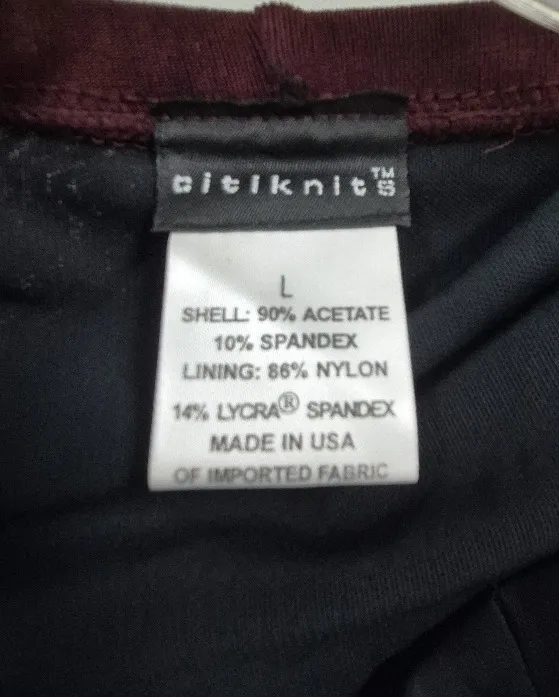 citiknits™
L
SHELL: 90% ACETATE
10% SPANDEX
LINING: 86% NYLON
14% LYCRA® SPANDEX
MADE IN USA
OF IMPORTED FABRIC